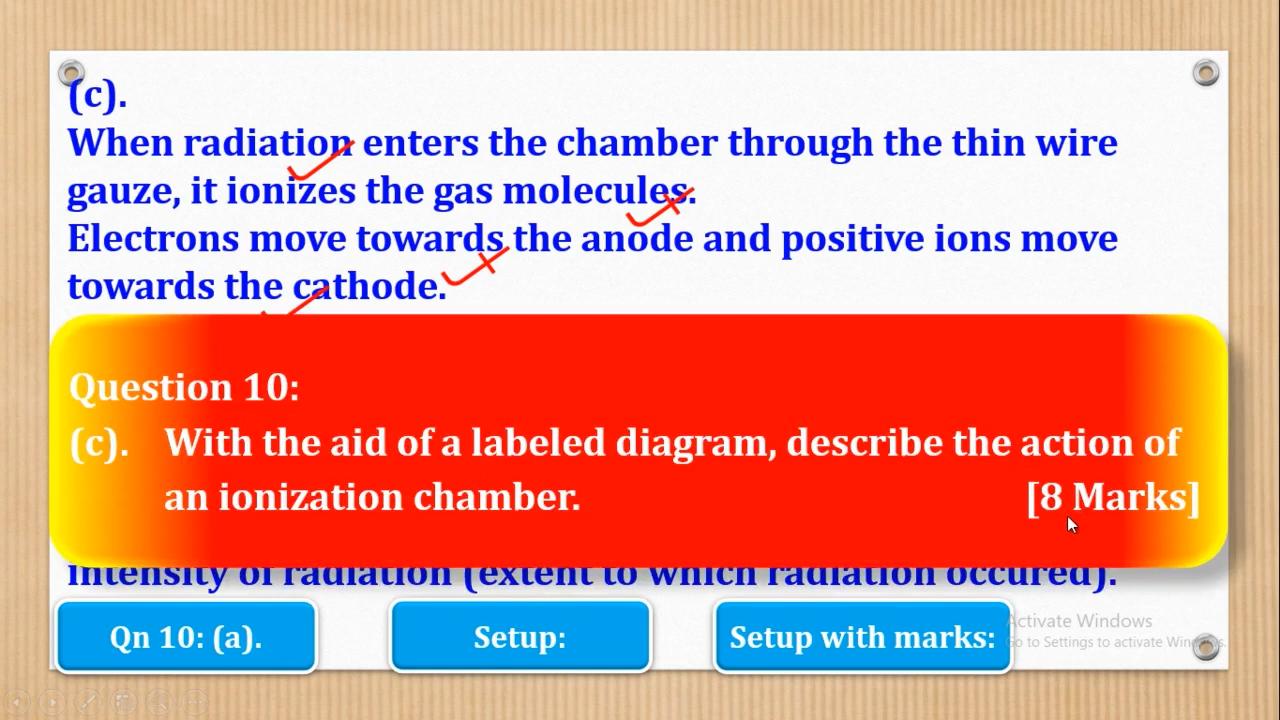 (c).
When radiation enters the chamber through the thin wire
gauze, it ionizes the gas molecules.
Electrons move towards the anode and positive ions move
towards the cathode.
Question 10:
(c). With the aid of a labeled diagram, describe the action of
an ionization chamber. [8 Marks]
intensity of radiation (extent to which radiation occured).
Qn 10: (a). Setup: Setup with marks:
Activate Windows
Go to Settings to activate Windows.